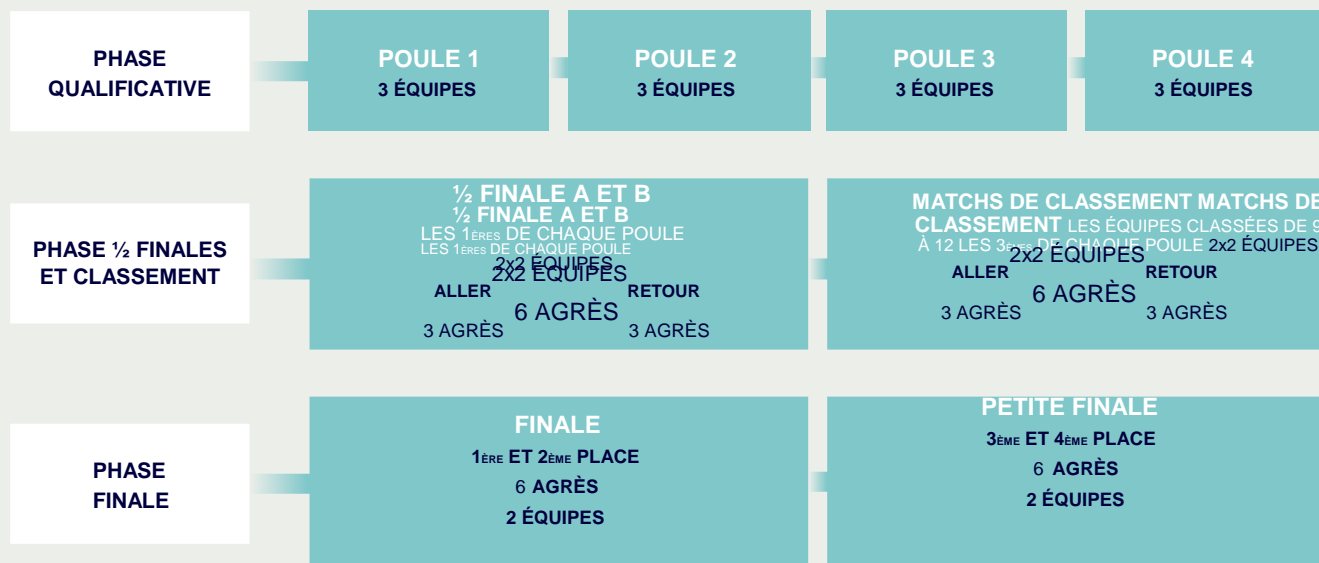 PHASE
QUALIFICATIVE
POULE 1
3 ÉQUIPES
POULE 2
3 ÉQUIPES
POULE 3
3 ÉQUIPES
POULE 4
3 ÉQUIPES
PHASE ½ FINALES
ET CLASSEMENT
½ FINALE A ET B
½ FINALE A ET B
LES 1ÈRES DE CHAQUE POULE
LES 1ÈRES DE CHAQUE POULE
2x2 ÉQUIPES
2x2 ÉQUIPES
ALLER
RETOUR
6 AGRÈS
3 AGRÈS
3 AGRÈS
MATCHS DE CLASSEMENT MATCHS DE
CLASSEMENT LES ÉQUIPES CLASSÉES DE 9
À 12 LES 3ÈMES DE CHAQUE POULE 2x2 ÉQUIPES
2x2 ÉQUIPES
ALLER
RETOUR
6 AGRÈS
3 AGRÈS
3 AGRÈS
PHASE
FINALE
FINALE
1ÈRE ET 2ÈME PLACE
6 AGRÈS
2 ÉQUIPES
PETITE FINALE
3ÈME ET 4ÈME PLACE
6 AGRÈS
2 ÉQUIPES